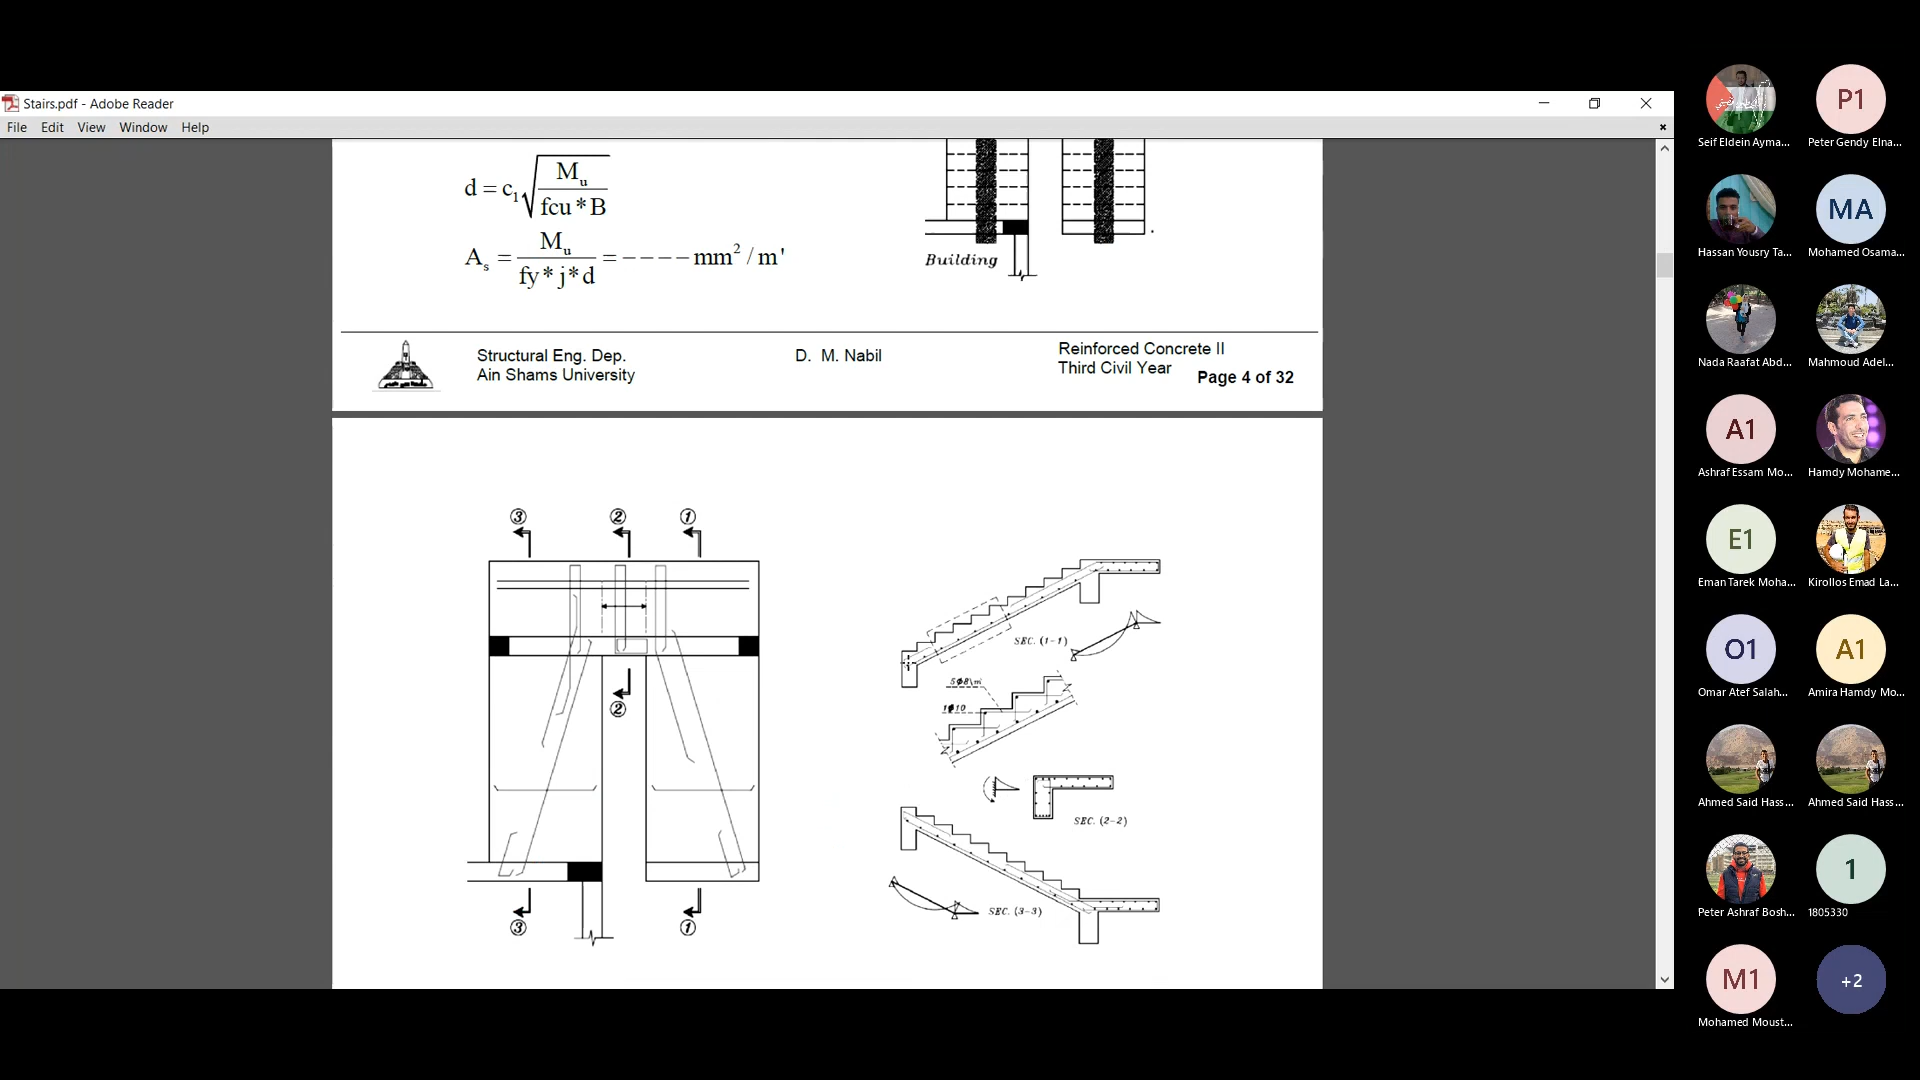 Stairs.pdf - Adobe Reader
File Edit View Window Help
d = c₁√(Mᵤ / fcu * B)
Aₛ = Mᵤ / fy * j * d = ---- mm² / m'
Building
Structural Eng. Dep.
Ain Shams University
D. M. Nabil
Reinforced Concrete II
Third Civil Year
Page 4 of 32
3 2 1
2
3 1
SEC. (1-1)
5Φ8\m'
1Φ10
SEC. (2-2)
SEC. (3-3)
Seif Eldein Ayma...
P1
Peter Gendy Elna...
Hassan Yousry Ta...
MA
Mohamed Osama...
Nada Raafat Abd...
Mahmoud Adel...
A1
Ashraf Essam Mo...
Hamdy Mohame...
E1
Eman Tarek Moha...
Kirollos Emad La...
O1
Omar Atef Salah...
A1
Amira Hamdy Mo...
Ahmed Said Hass...
Ahmed Said Hass...
Peter Ashraf Bosh...
1
1805330
M1
Mohamed Moust...
+2